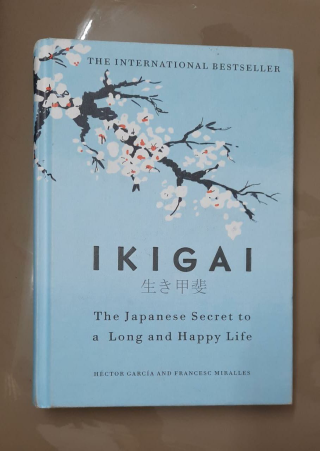 THE INTERNATIONAL BESTSELLER
IKIGAI
生き甲斐
The Japanese Secret to
a Long and Happy Life
HÉCTOR GARCÍA AND FRANCESC MIRALLES